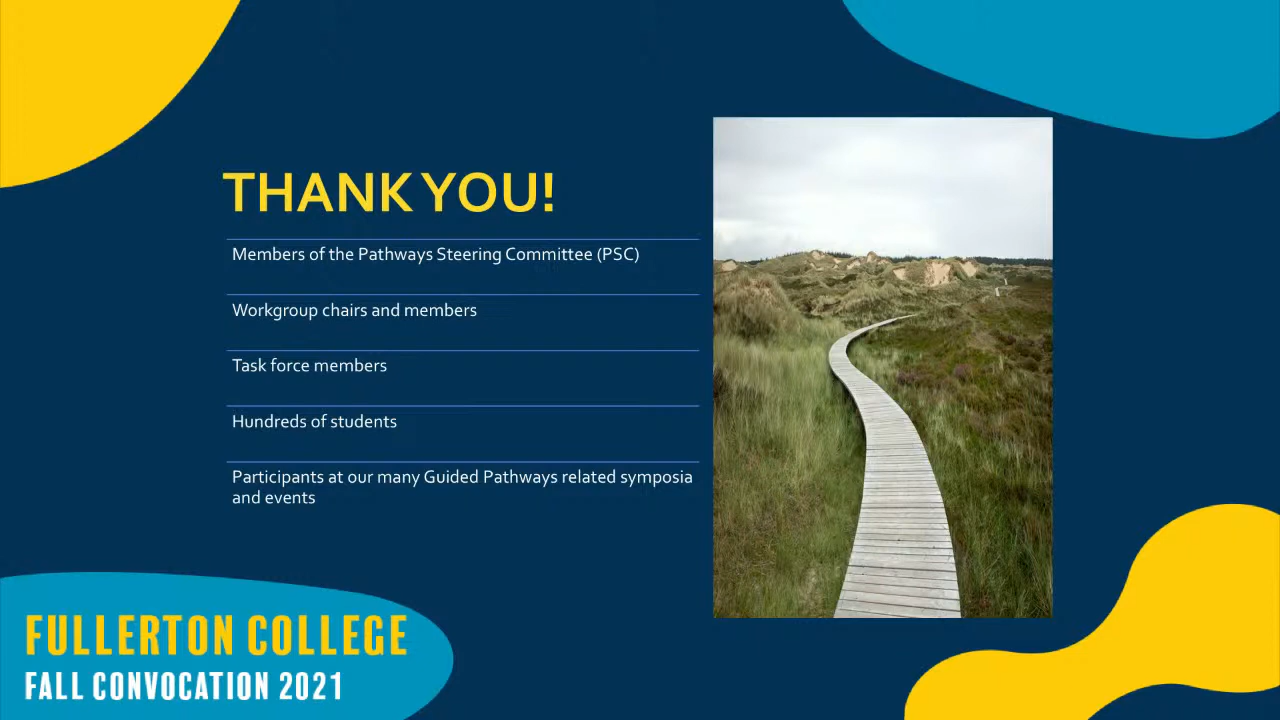 THANK YOU!
Members of the Pathways Steering Committee (PSC)
Workgroup chairs and members
Task force members
Hundreds of students
Participants at our many Guided Pathways related symposia
and events
FULLERTON COLLEGE
FALL CONVOCATION 2021